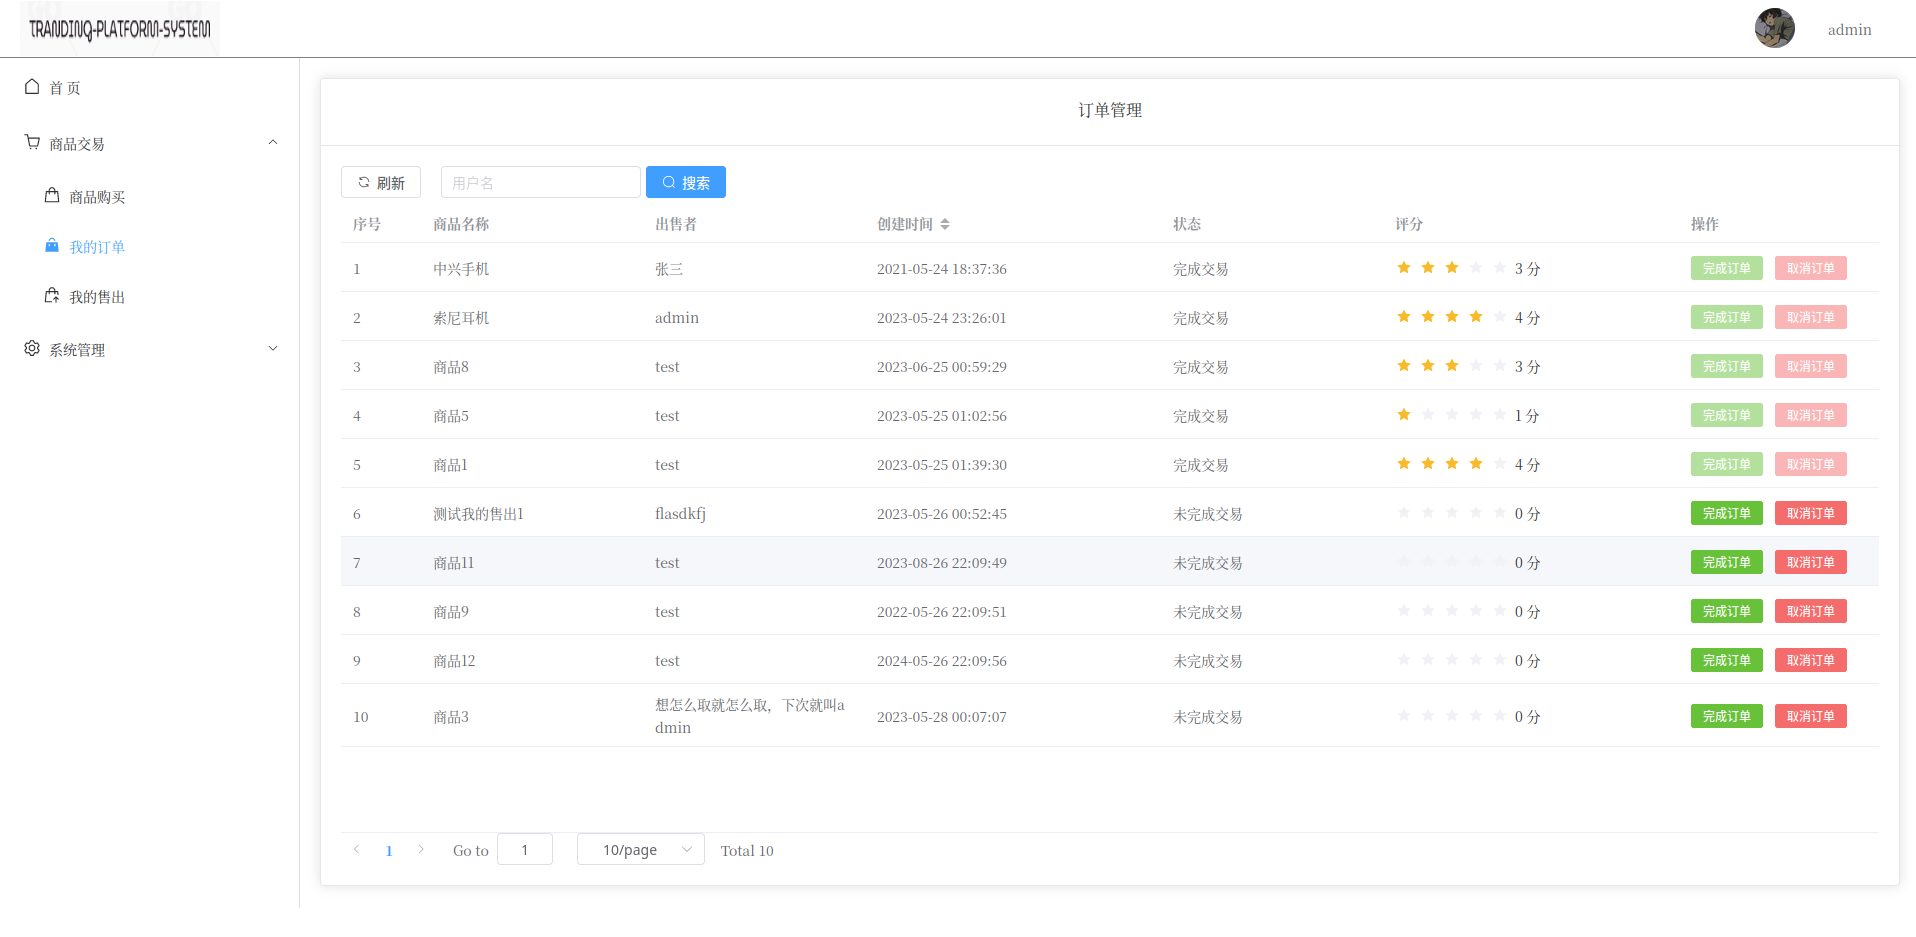 TRANDINQ-PLATFORM-SYSTEM
admin
首 页
商品交易
商品购买
我的订单
我的售出
系统管理
订单管理
刷新 用户名 搜索
序号 商品名称 出售者 创建时间 状态 评分 操作
1 中兴手机 张三 2021-05-24 18:37:36 完成交易 3 分 完成订单 取消订单
2 索尼耳机 admin 2023-05-24 23:26:01 完成交易 4 分 完成订单 取消订单
3 商品8 test 2023-06-25 00:59:29 完成交易 3 分 完成订单 取消订单
4 商品5 test 2023-05-25 01:02:56 完成交易 1 分 完成订单 取消订单
5 商品1 test 2023-05-25 01:39:30 完成交易 4 分 完成订单 取消订单
6 测试我的售出1 flasdkfj 2023-05-26 00:52:45 未完成交易 0 分 完成订单 取消订单
7 商品11 test 2023-08-26 22:09:49 未完成交易 0 分 完成订单 取消订单
8 商品9 test 2022-05-26 22:09:51 未完成交易 0 分 完成订单 取消订单
9 商品12 test 2024-05-26 22:09:56 未完成交易 0 分 完成订单 取消订单
10 商品3 想怎么取就怎么取，下次就叫a
dmin 2023-05-28 00:07:07 未完成交易 0 分 完成订单 取消订单
1 Go to 1 10/page Total 10